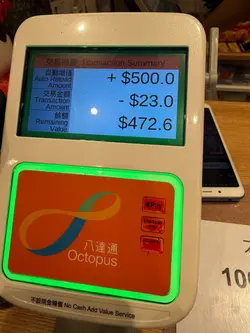 交易摘要 Transaction Summary
自動增值
Auto-Reload
Amount
+ $500.0
交易金額
Transaction
Amount
- $23.0
餘額
Remaining
Value
$472.6
八達通
Octopus
不設現金增值 No Cash Add Value Service
100